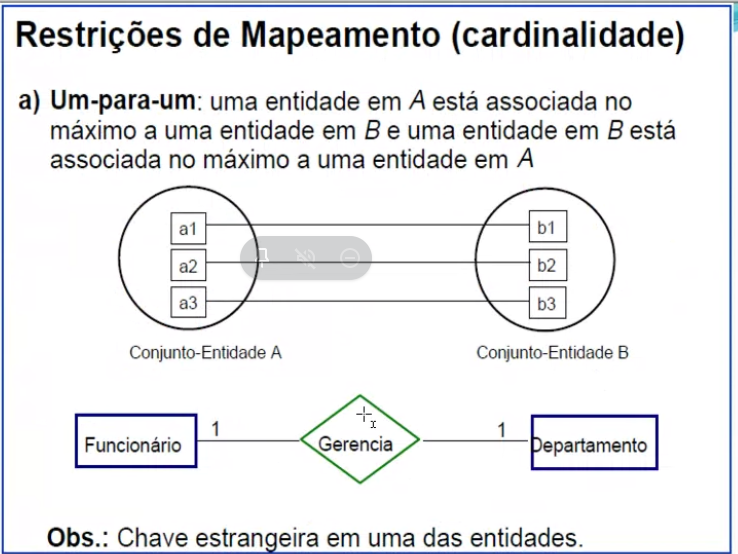 Restrições de Mapeamento (cardinalidade)
a) Um-para-um: uma entidade em A está associada no
máximo a uma entidade em B e uma entidade em B está
associada no máximo a uma entidade em A
a1
b1
a2
b2
a3
b3
Conjunto-Entidade A
Conjunto-Entidade B
Funcionário
1
Gerencia
1
Departamento
Obs.: Chave estrangeira em uma das entidades.